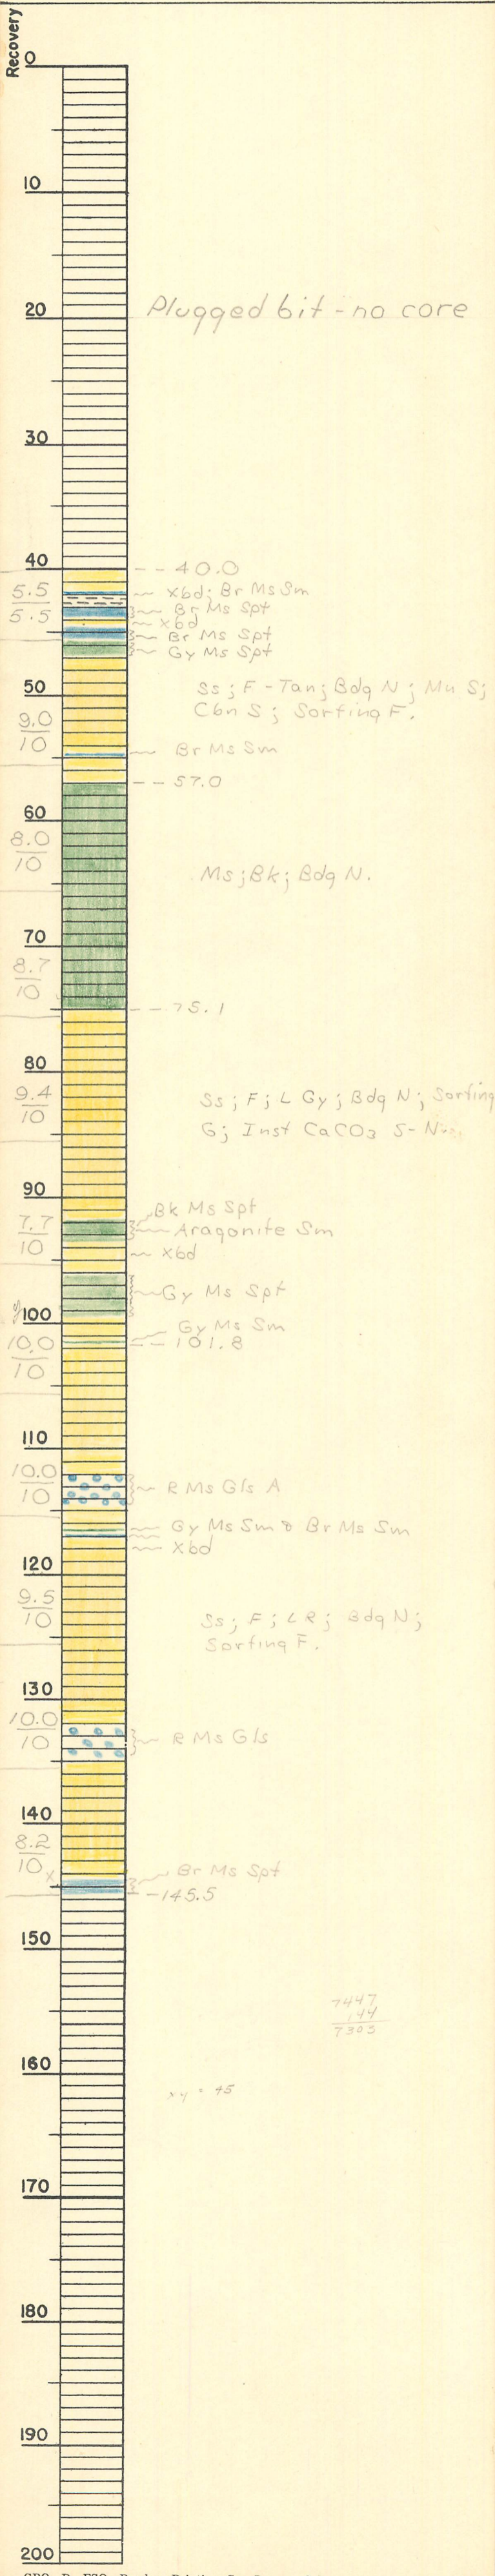 Recovery
0
10
20
Plugged bit - no core
30
40
-- 40.0
5.5
5.5
Xbd; Br Ms Sm
Br Ms Spt
Xbd
Br Ms Spt
Gy Ms Spt
50
Ss; F - Tan; Bdg N; Mn S;
Cbn S; Sorting F.
9.0
10
Br Ms Sm
-- 57.0
60
8.0
10
Ms; Bk; Bdg N.
70
8.7
10
-- 75.1
80
9.4
10
Ss; F; L Gy; Bdg N; Sorting
G; Inst CaCO3 S-N.
90
Bk Ms Spt
7.7
10
Aragonite Sm
Xbd
Gy Ms Spt
100
Gy Ms Sm
-- 101.8
10.0
10
110
10.0
10
R Ms Gls A
Gy Ms Sm & Br Ms Sm
Xbd
120
9.5
10
Ss; F; L R; Bdg N;
Sorting F.
130
10.0
10
R Ms Gls
140
8.2
10
X
Br Ms Spt
-145.5
150
7447
144
7303
160
170
180
190
200